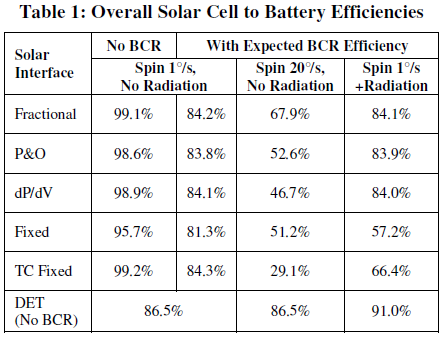 Table 1: Overall Solar Cell to Battery Efficiencies
Solar Interface No BCR With Expected BCR Efficiency
Spin 1°/s, No Radiation Spin 20°/s, No Radiation Spin 1°/s +Radiation
Fractional 99.1% 84.2% 67.9% 84.1%
P&O 98.6% 83.8% 52.6% 83.9%
dP/dV 98.9% 84.1% 46.7% 84.0%
Fixed 95.7% 81.3% 51.2% 57.2%
TC Fixed 99.2% 84.3% 29.1% 66.4%
DET (No BCR) 86.5% 86.5% 91.0%